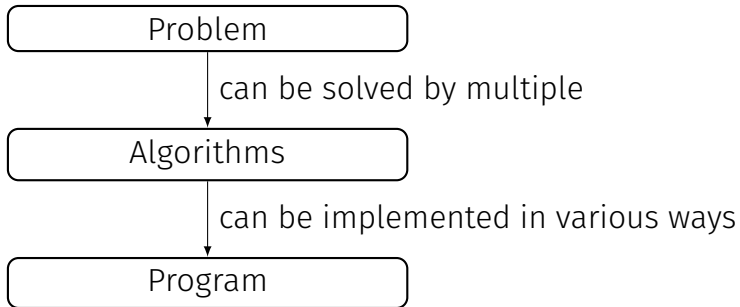 Problem
can be solved by multiple
Algorithms
can be implemented in various ways
Program